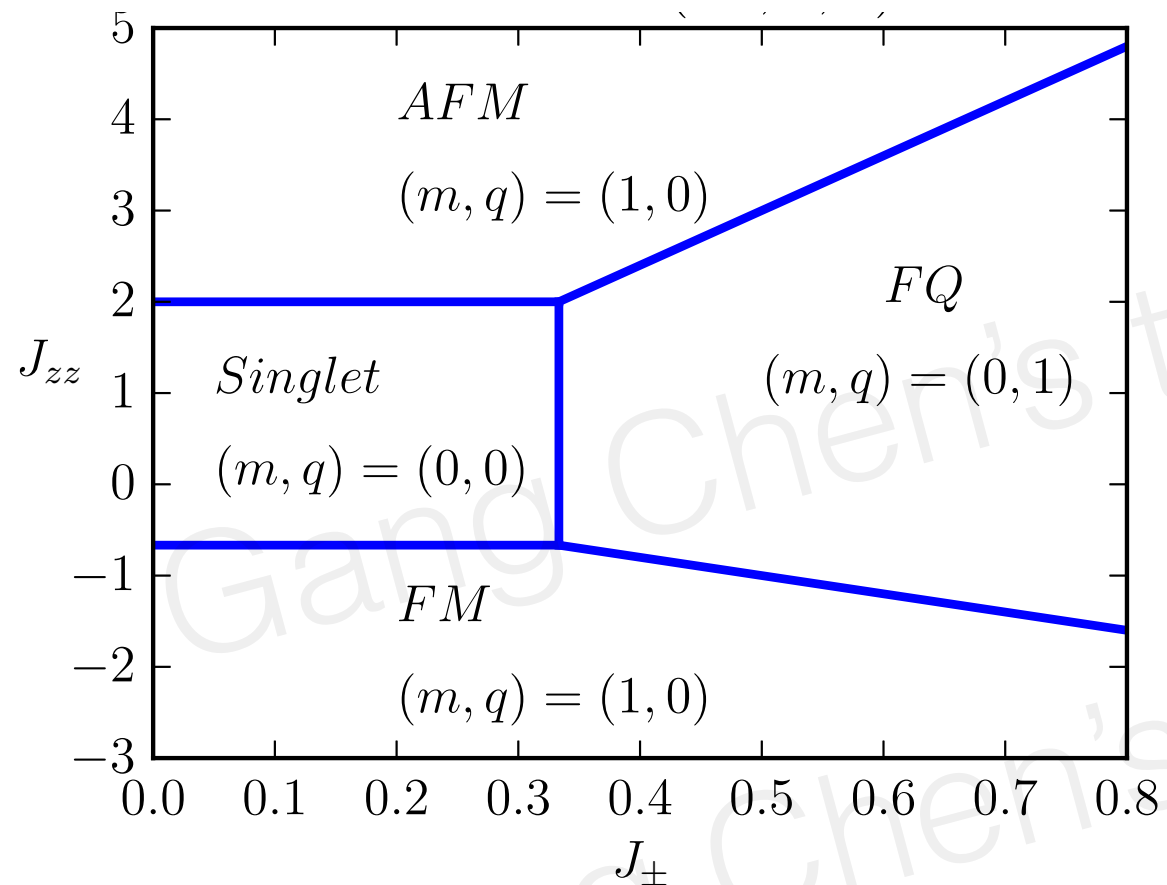 5
AFM
4
(m, q) = (1, 0)
3
FQ
2
J_{zz}
Singlet
(m, q) = (0, 1)
1
(m, q) = (0, 0)
0
−1
FM
−2
(m, q) = (1, 0)
−3
0.0 0.1 0.2 0.3 0.4 0.5 0.6 0.7 0.8
J_±
Gang Chen's t
Chen's